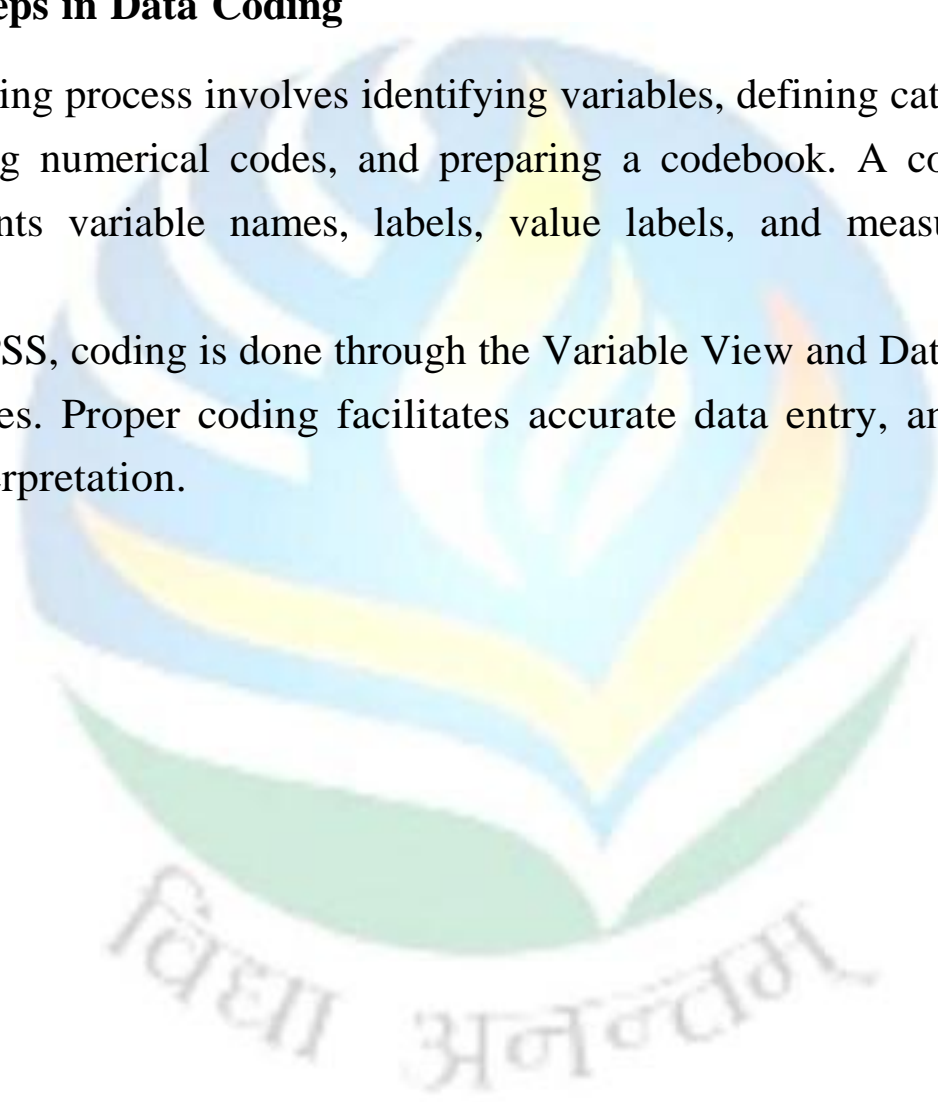 eps in Data Coding
ing process involves identifying variables, defining cat
g numerical codes, and preparing a codebook. A co
nts variable names, labels, value labels, and measu
SS, coding is done through the Variable View and Dat
es. Proper coding facilitates accurate data entry, an
erpretation.
विद्या अनन्तम्